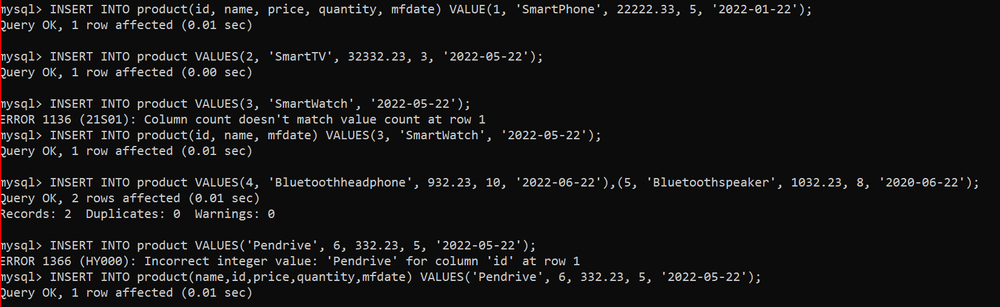 mysql> INSERT INTO product(id, name, price, quantity, mfdate) VALUE(1, 'SmartPhone', 22222.33, 5, '2022-01-22');
Query OK, 1 row affected (0.01 sec)
mysql> INSERT INTO product VALUES(2, 'SmartTV', 32332.23, 3, '2022-05-22');
Query OK, 1 row affected (0.00 sec)
mysql> INSERT INTO product VALUES(3, 'SmartWatch', '2022-05-22');
ERROR 1136 (21S01): Column count doesn't match value count at row 1
mysql> INSERT INTO product(id, name, mfdate) VALUES(3, 'SmartWatch', '2022-05-22');
Query OK, 1 row affected (0.01 sec)
mysql> INSERT INTO product VALUES(4, 'Bluetoothheadphone', 932.23, 10, '2022-06-22'),(5, 'Bluetoothspeaker', 1032.23, 8, '2020-06-22');
Query OK, 2 rows affected (0.01 sec)
Records: 2  Duplicates: 0  Warnings: 0
mysql> INSERT INTO product VALUES('Pendrive', 6, 332.23, 5, '2022-05-22');
ERROR 1366 (HY000): Incorrect integer value: 'Pendrive' for column 'id' at row 1
mysql> INSERT INTO product(name,id,price,quantity,mfdate) VALUES('Pendrive', 6, 332.23, 5, '2022-05-22');
Query OK, 1 row affected (0.01 sec)